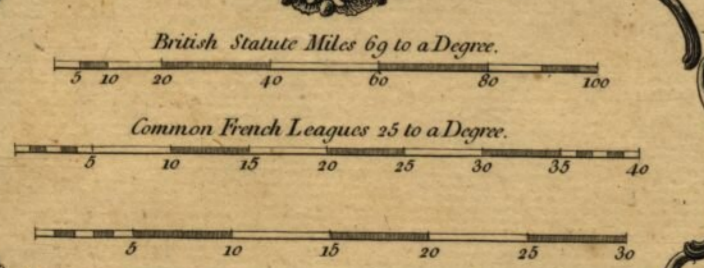 British Statute Miles 69 to a Degree.
5 10 20 40 60 80 100
Common French Leagues 25 to a Degree.
5 10 15 20 25 30 35 40
5 10 15 20 25 30